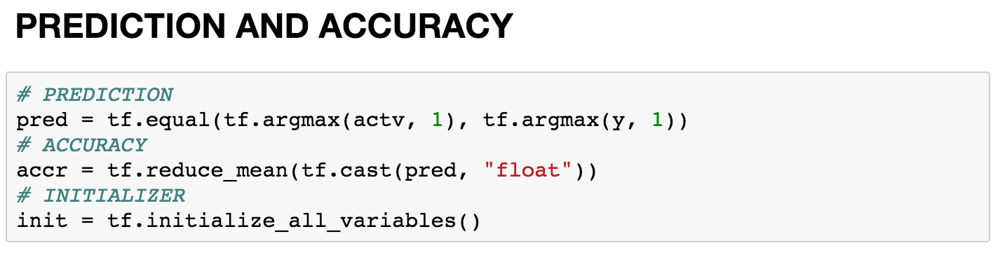 PREDICTION AND ACCURACY
# PREDICTION
pred = tf.equal(tf.argmax(actv, 1), tf.argmax(y, 1))
# ACCURACY
accr = tf.reduce_mean(tf.cast(pred, "float"))
# INITIALIZER
init = tf.initialize_all_variables()